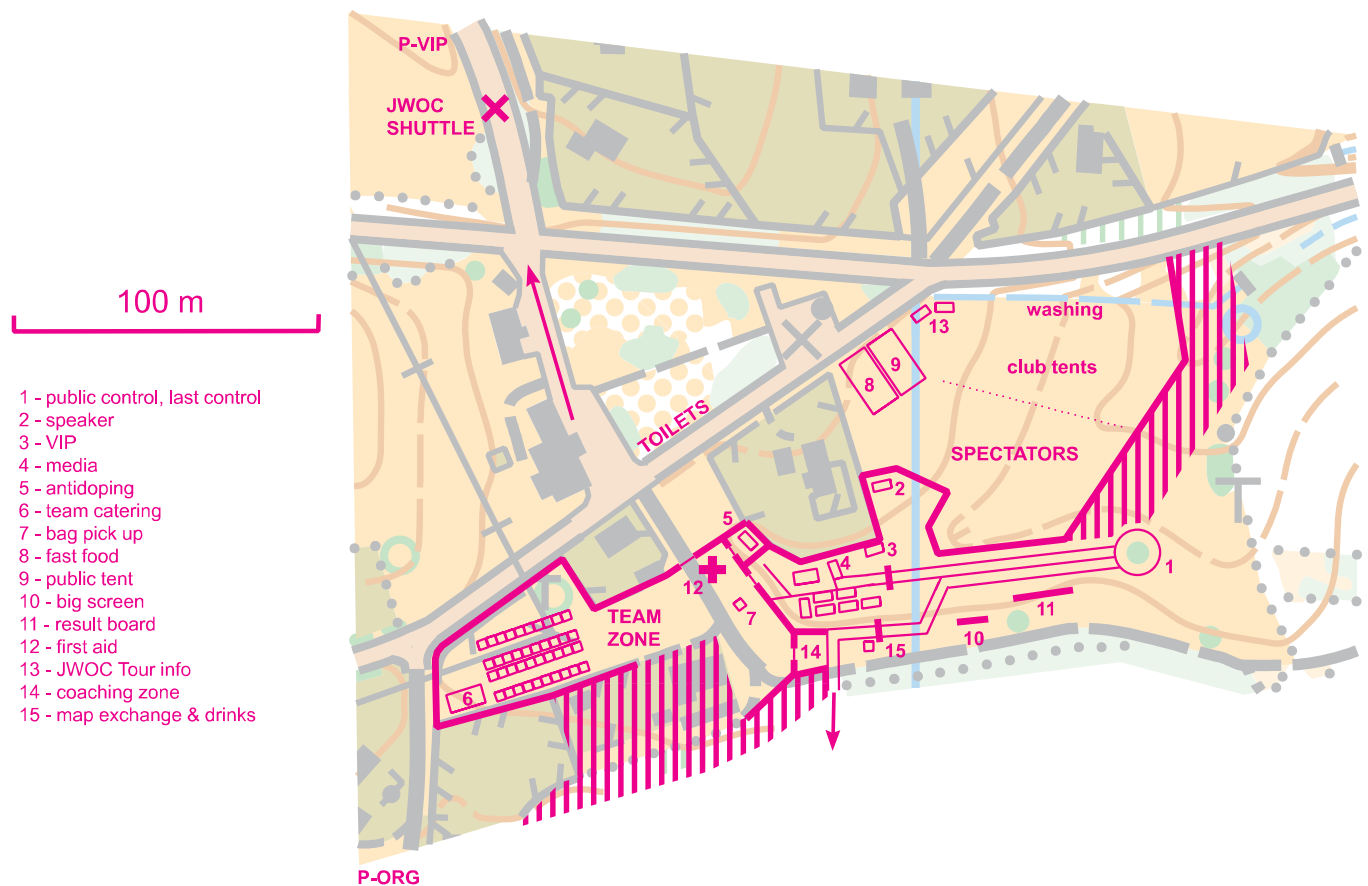 P-VIP
JWOC
SHUTTLE
100 m
1 - public control, last control
2 - speaker
3 - VIP
4 - media
5 - antidoping
6 - team catering
7 - bag pick up
8 - fast food
9 - public tent
10 - big screen
11 - result board
12 - first aid
13 - JWOC Tour info
14 - coaching zone
15 - map exchange & drinks
washing
13
club tents
9
8
TOILETS
SPECTATORS
2
5
3
4
1
12
11
7
TEAM
ZONE
10
15
14
6
P-ORG